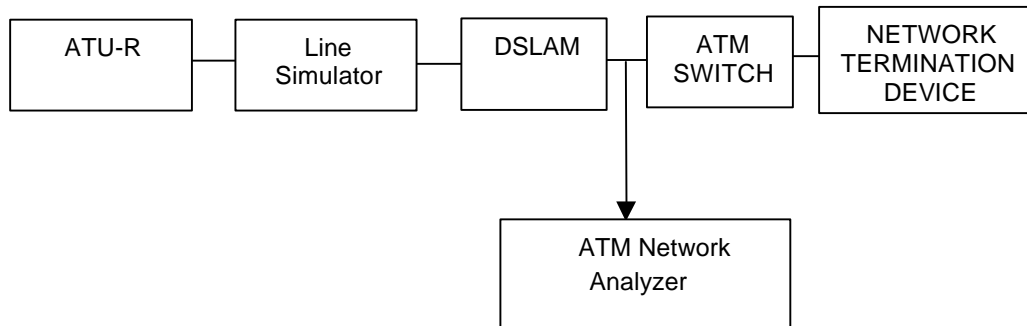 ATU-R
Line
Simulator
DSLAM
ATM
SWITCH
NETWORK
TERMINATION
DEVICE
ATM Network
Analyzer